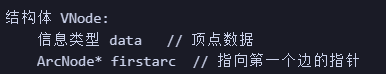 结构体 VNode:
信息类型 data // 顶点数据
ArcNode* firstarc // 指向第一个边的指针